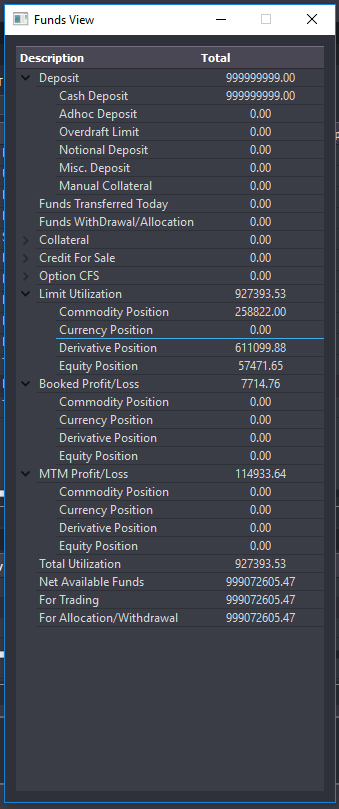 Funds View
Description Total
Deposit 999999999.00
Cash Deposit 999999999.00
Adhoc Deposit 0.00
Overdraft Limit 0.00
Notional Deposit 0.00
Misc. Deposit 0.00
Manual Collateral 0.00
Funds Transferred Today 0.00
Funds WithDrawal/Allocation 0.00
Collateral 0.00
Credit For Sale 0.00
Option CFS 0.00
Limit Utilization 927393.53
Commodity Position 258822.00
Currency Position 0.00
Derivative Position 611099.88
Equity Position 57471.65
Booked Profit/Loss 7714.76
Commodity Position 0.00
Currency Position 0.00
Derivative Position 0.00
Equity Position 0.00
MTM Profit/Loss 114933.64
Commodity Position 0.00
Currency Position 0.00
Derivative Position 0.00
Equity Position 0.00
Total Utilization 927393.53
Net Available Funds 999072605.47
For Trading 999072605.47
For Allocation/Withdrawal 999072605.47